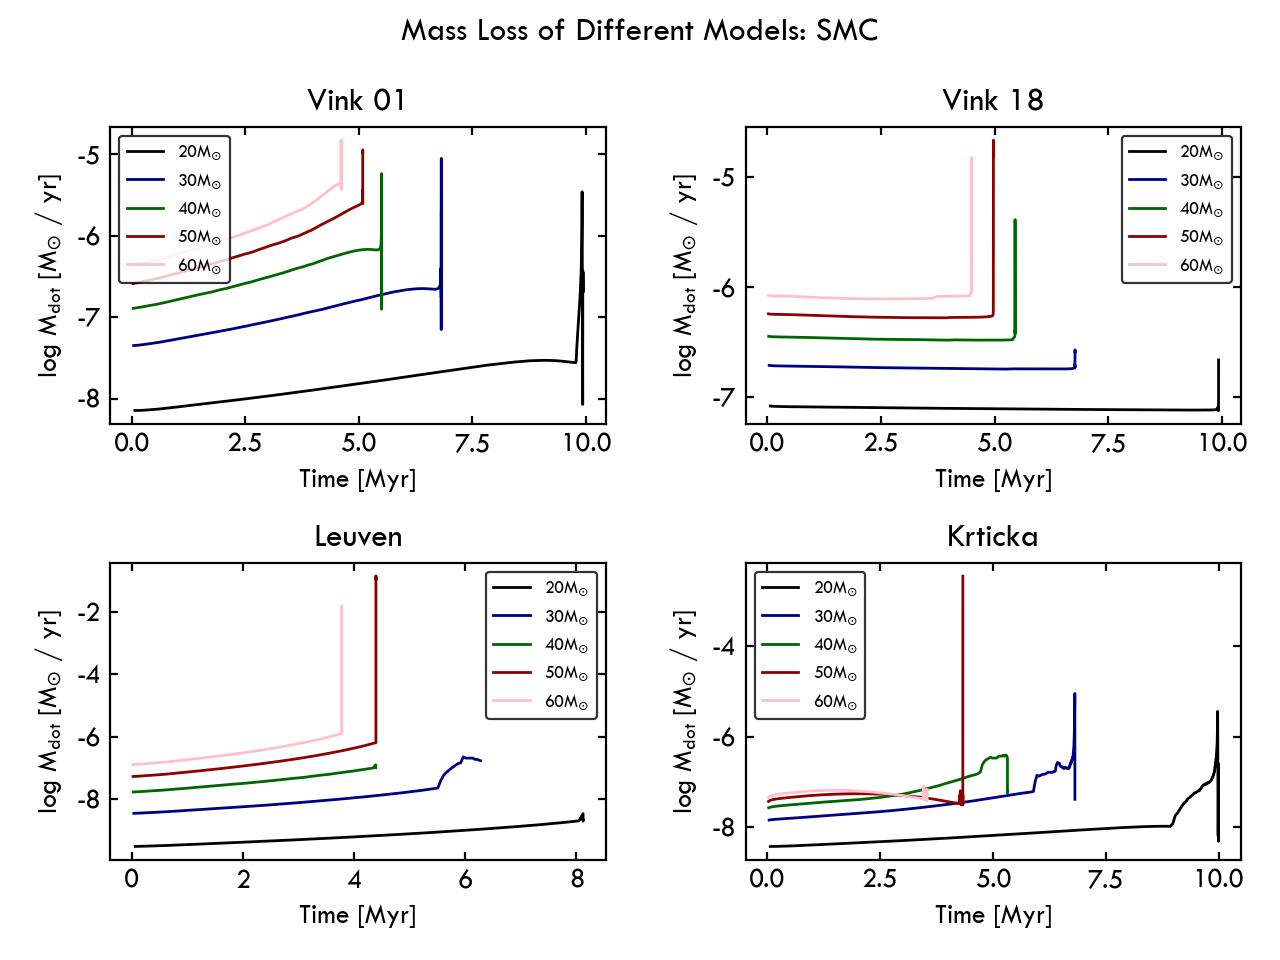 Mass Loss of Different Models: SMC
Vink 01
log M_dot [M⊙ / yr]
-5
-6
-7
-8
20M⊙
30M⊙
40M⊙
50M⊙
60M⊙
0.0 2.5 5.0 7.5 10.0
Time [Myr]
Vink 18
log M_dot [M⊙ / yr]
-5
-6
-7
20M⊙
30M⊙
40M⊙
50M⊙
60M⊙
0.0 2.5 5.0 7.5 10.0
Time [Myr]
Leuven
log M_dot [M⊙ / yr]
-2
-4
-6
-8
20M⊙
30M⊙
40M⊙
50M⊙
60M⊙
0 2 4 6 8
Time [Myr]
Krticka
log M_dot [M⊙ / yr]
-4
-6
-8
20M⊙
30M⊙
40M⊙
50M⊙
60M⊙
0.0 2.5 5.0 7.5 10.0
Time [Myr]